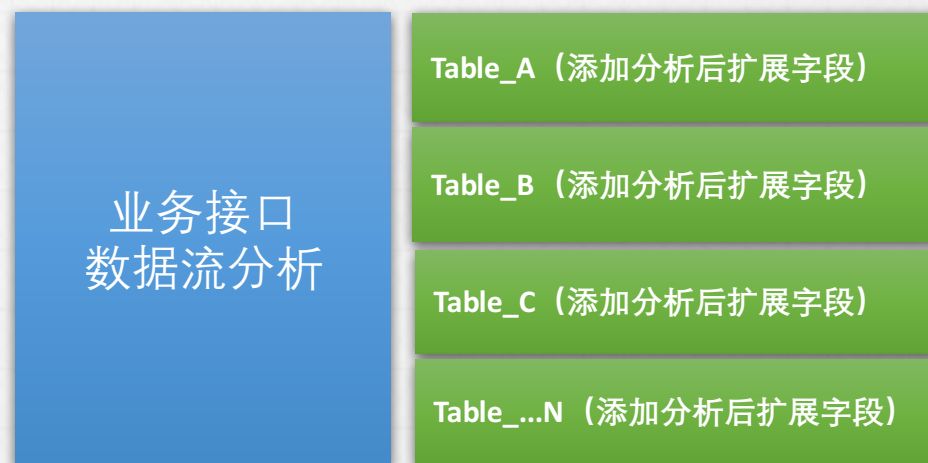 业务接口
数据流分析
Table_A（添加分析后扩展字段）
Table_B（添加分析后扩展字段）
Table_C（添加分析后扩展字段）
Table_...N（添加分析后扩展字段）